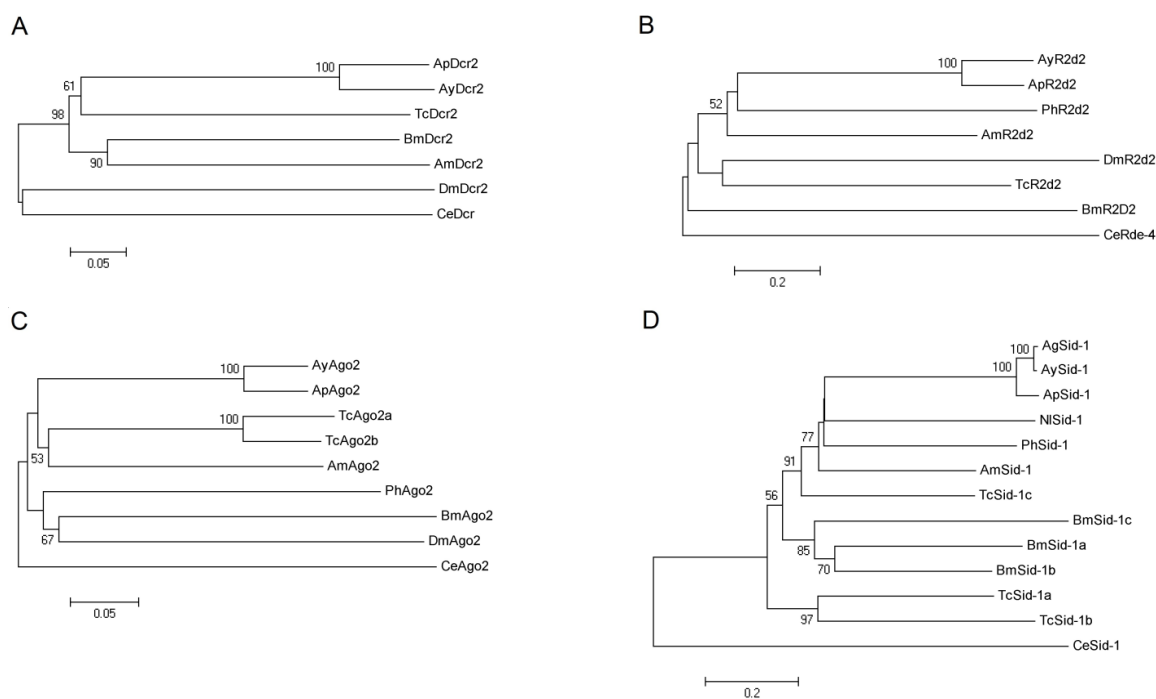 A
100
ApDcr2
AyDcr2
61
TcDcr2
98
BmDcr2
90
AmDcr2
DmDcr2
CeDcr
0.05
B
100
AyR2d2
ApR2d2
52
PhR2d2
AmR2d2
DmR2d2
TcR2d2
BmR2D2
CeRde-4
0.2
C
100
AyAgo2
ApAgo2
100
TcAgo2a
TcAgo2b
53
AmAgo2
PhAgo2
BmAgo2
67
DmAgo2
CeAgo2
0.05
D
100
AgSid-1
100
AySid-1
ApSid-1
NlSid-1
77
PhSid-1
91
AmSid-1
TcSid-1c
56
BmSid-1c
85
BmSid-1a
70
BmSid-1b
TcSid-1a
97
TcSid-1b
CeSid-1
0.2